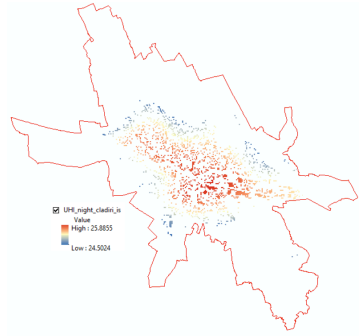 UHI_night_cladiri_is
Value
High : 25.8855
Low : 24.5024